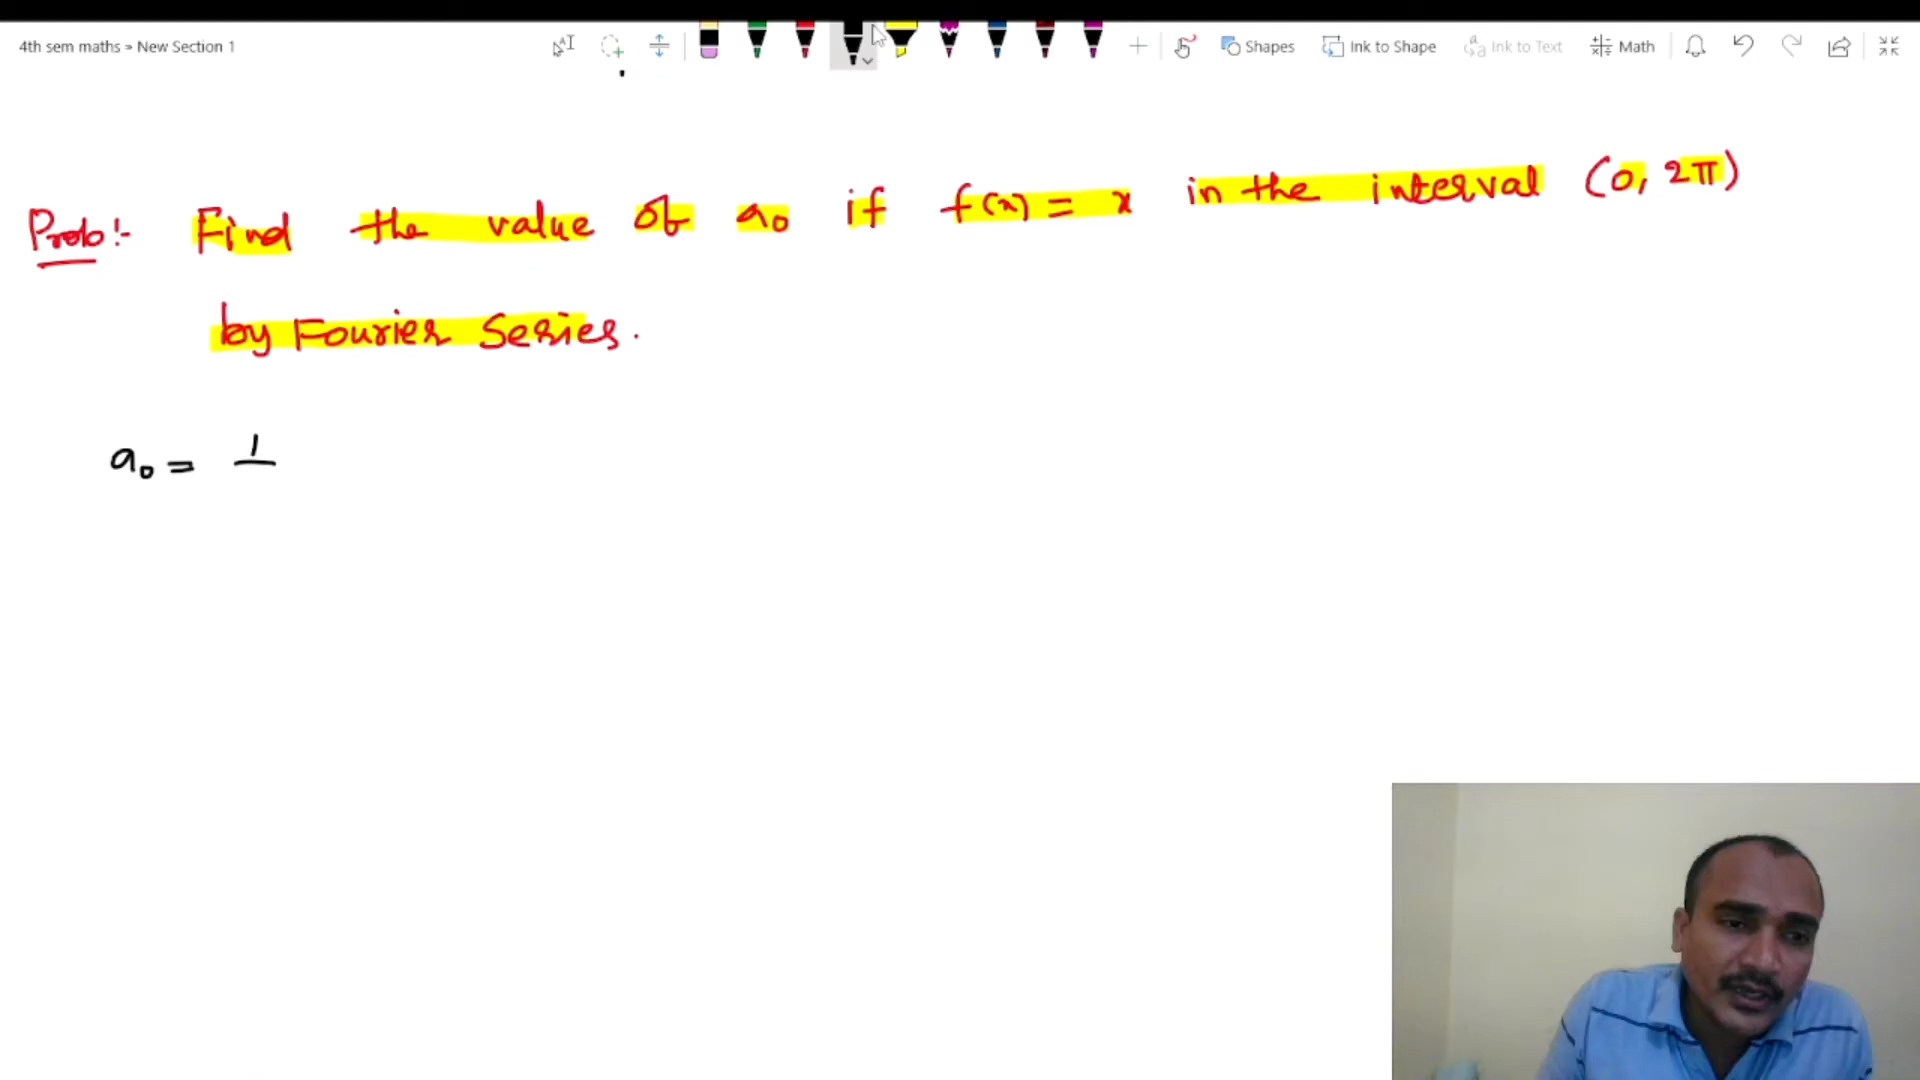 4th sem maths » New Section 1
Shapes Ink to Shape Ink to Text Math
Prob:- Find the value of a₀ if f(x) = x in the interval (0, 2π)
by Fourier Series.
a₀ = 1